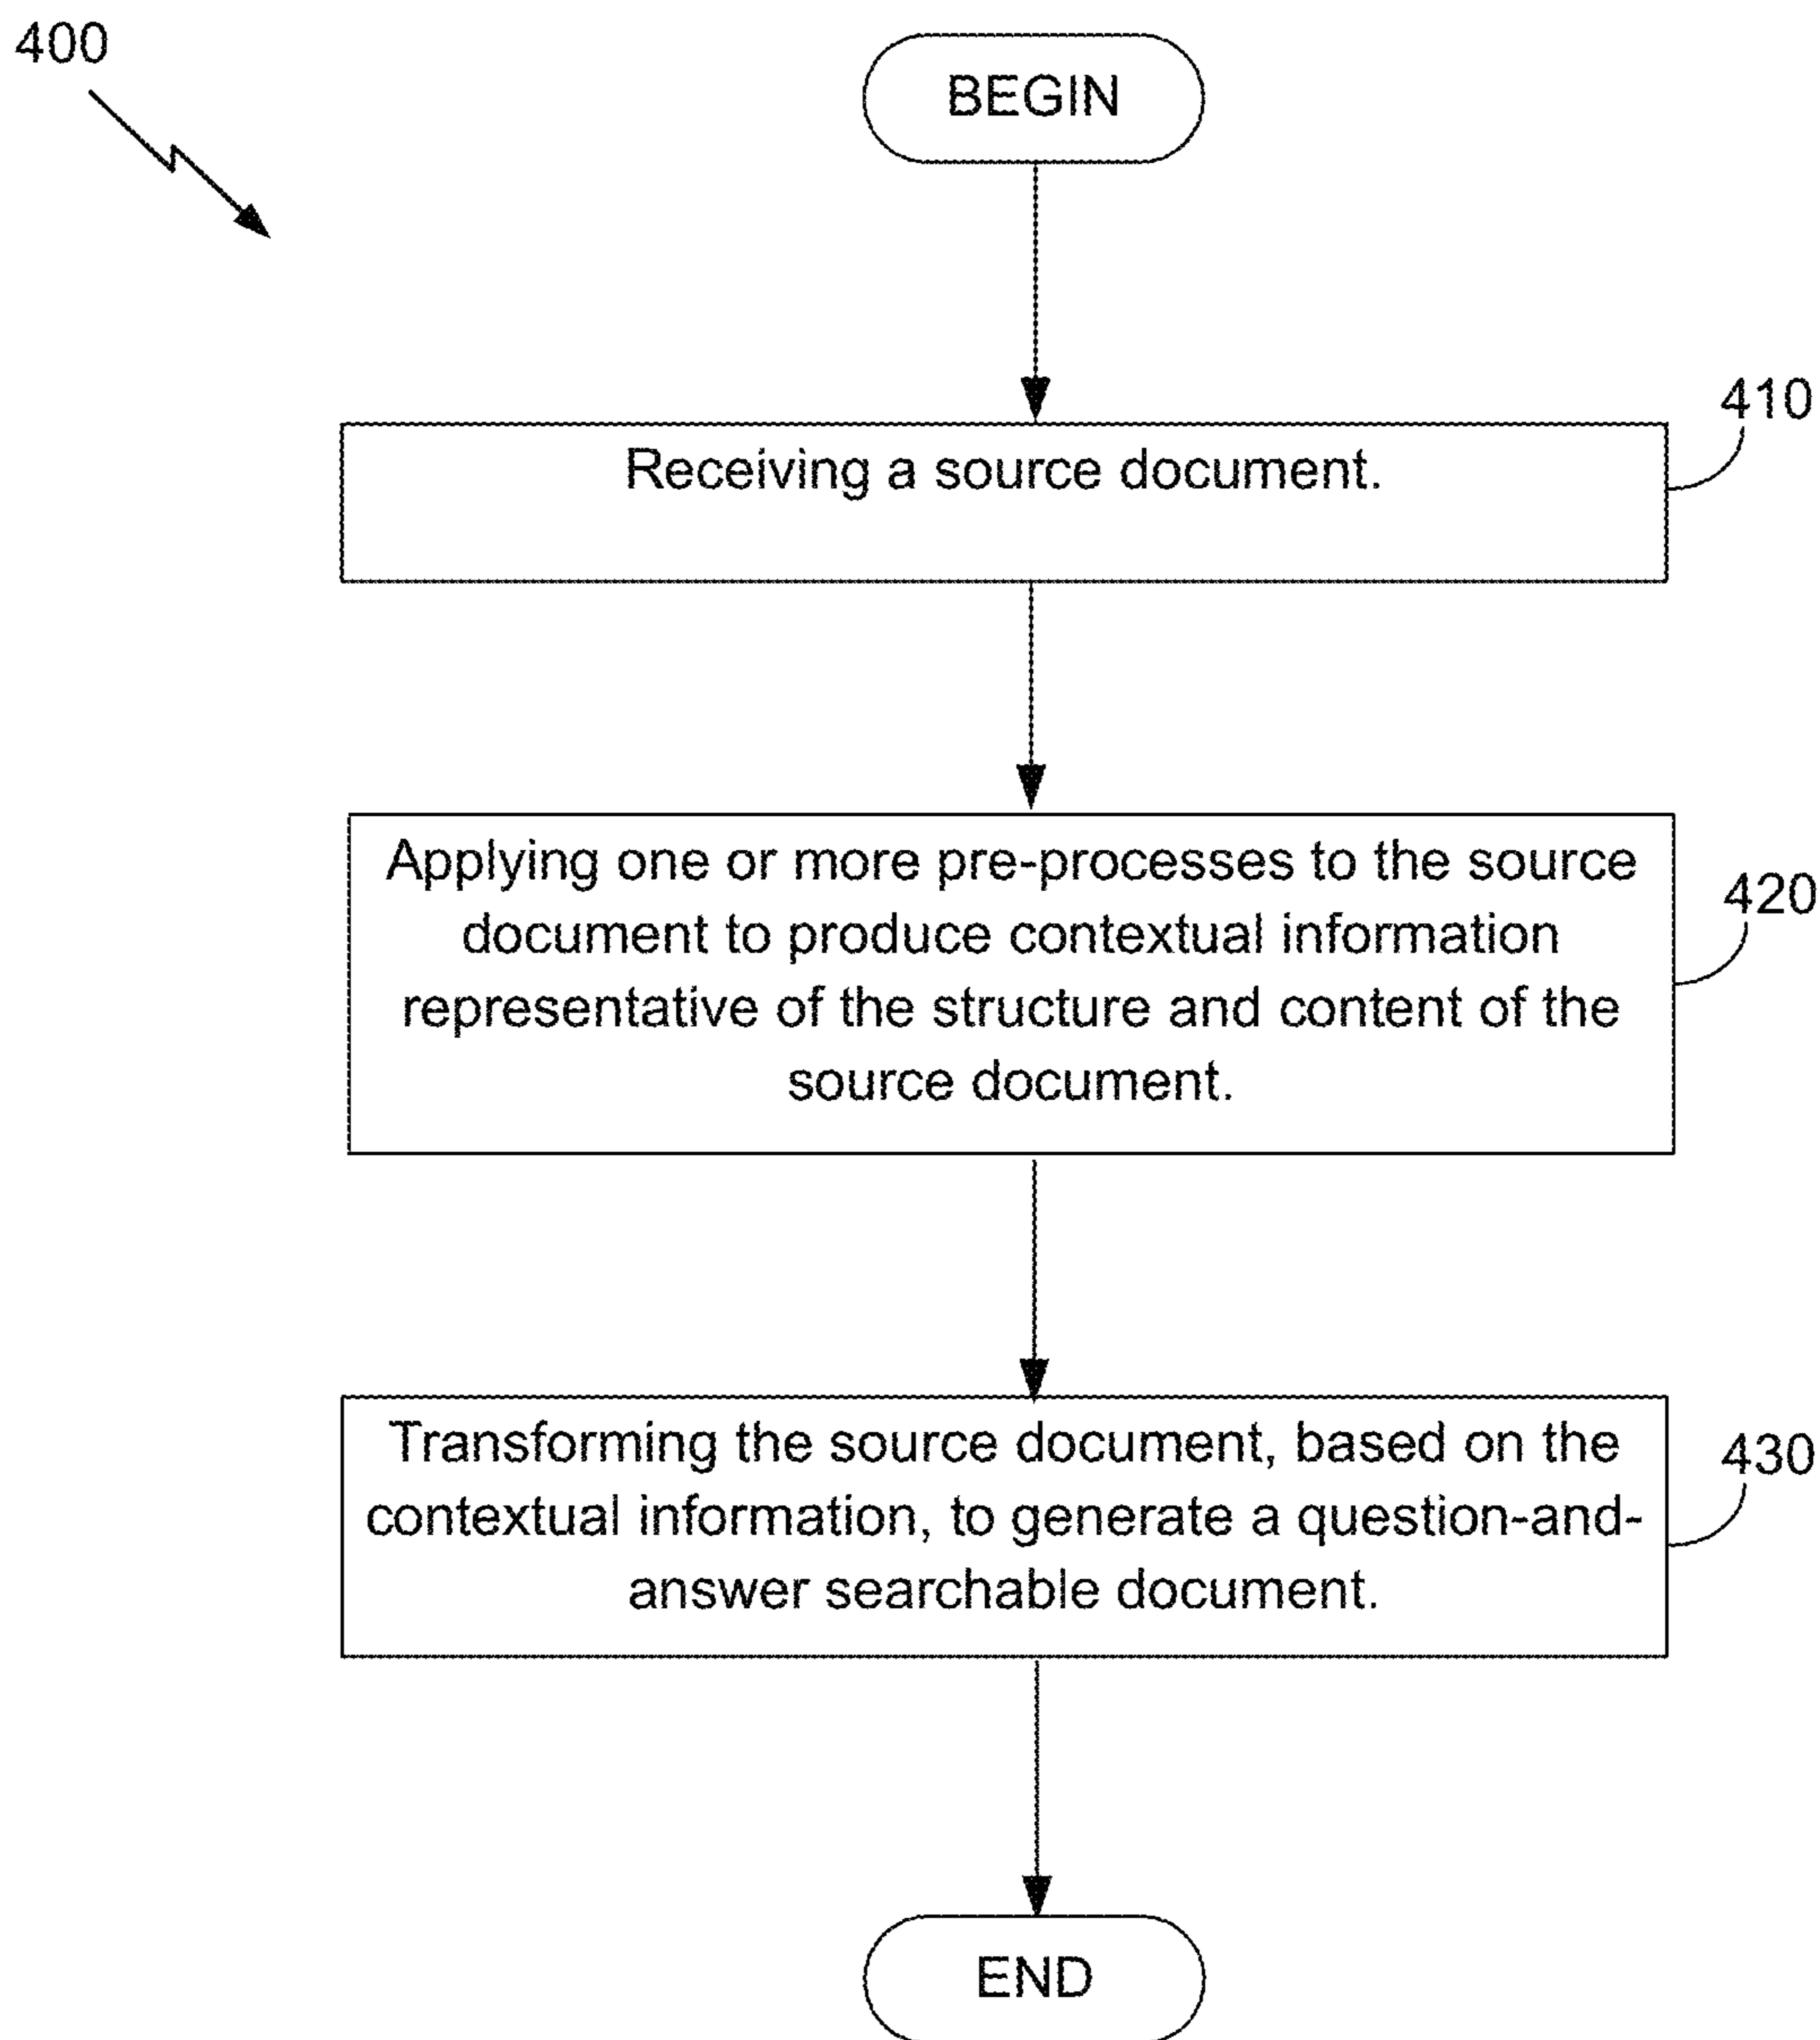 400
BEGIN
410
Receiving a source document.
420
Applying one or more pre-processes to the source
document to produce contextual information
representative of the structure and content of the
source document.
430
Transforming the source document, based on the
contextual information, to generate a question-and-
answer searchable document.
END